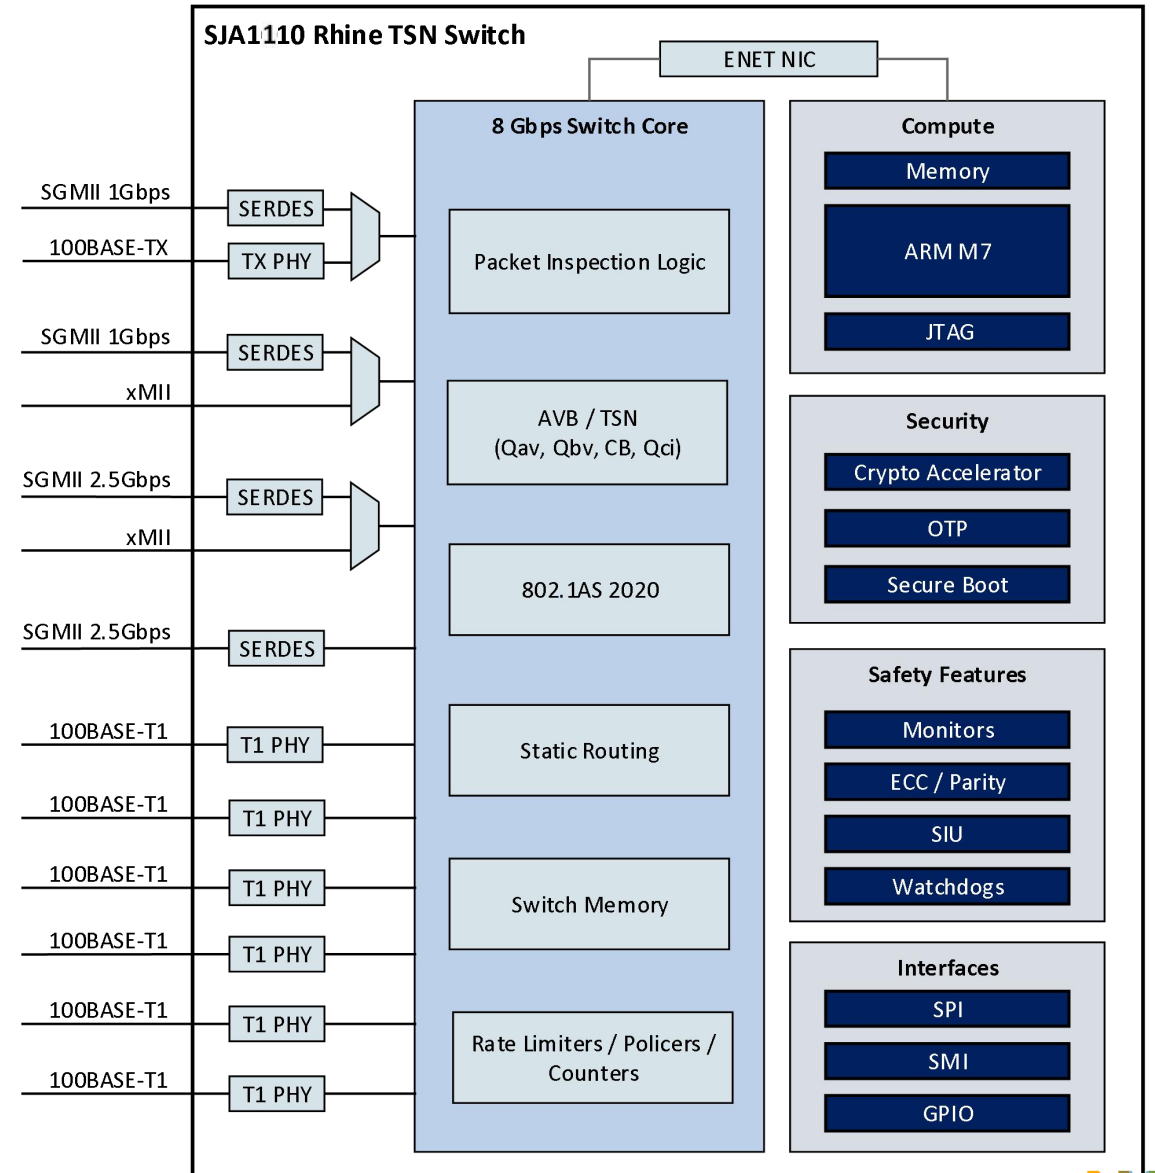 SJA1110 Rhine TSN Switch
ENET NIC
8 Gbps Switch Core
Compute
SGMII 1Gbps
SERDES
100BASE-TX
TX PHY
SGMII 1Gbps
SERDES
xMII
SGMII 2.5Gbps
SERDES
xMII
SGMII 2.5Gbps
SERDES
100BASE-T1
T1 PHY
100BASE-T1
T1 PHY
100BASE-T1
T1 PHY
100BASE-T1
T1 PHY
100BASE-T1
T1 PHY
100BASE-T1
T1 PHY
Packet Inspection Logic
AVB / TSN
(Qav, Qbv, CB, Qci)
802.1AS 2020
Static Routing
Switch Memory
Rate Limiters / Policers /
Counters
Memory
ARM M7
JTAG
Security
Crypto Accelerator
OTP
Secure Boot
Safety Features
Monitors
ECC / Parity
SIU
Watchdogs
Interfaces
SPI
SMI
GPIO